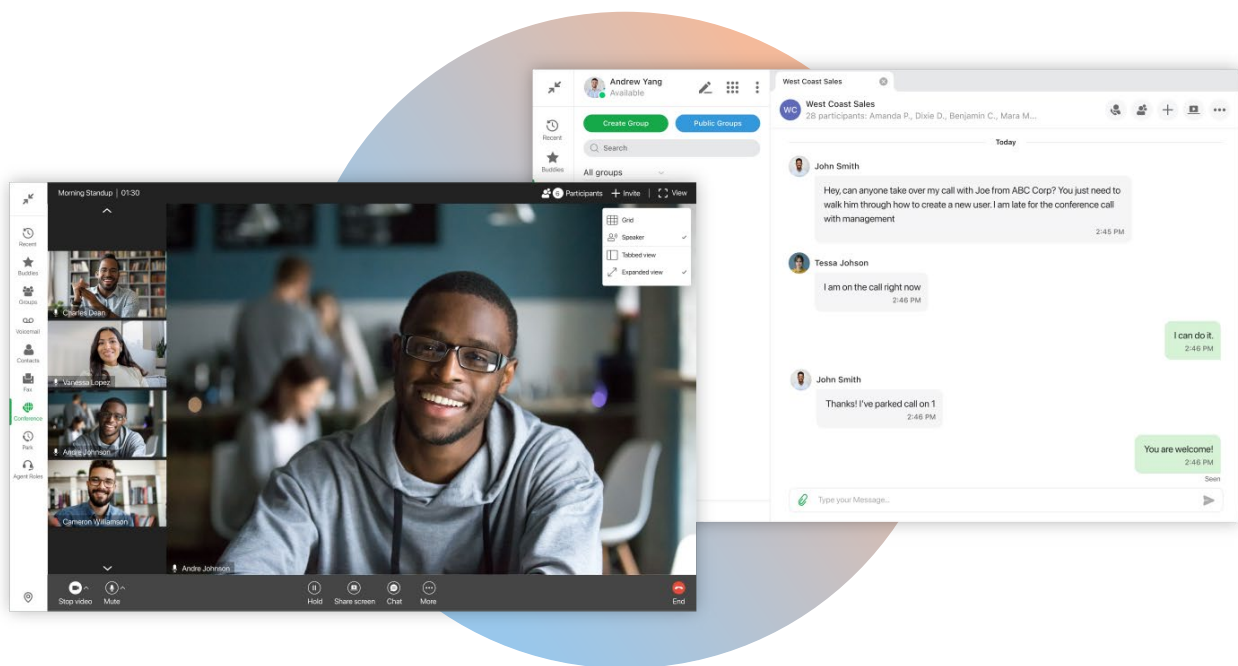 Andrew Yang
Available
Create Group
Public Groups
Search
All groups
Recent
Buddies
West Coast Sales
WC
West Coast Sales
28 participants: Amanda P., Dixie D., Benjamin C., Mara M...
Today
John Smith
Hey, can anyone take over my call with Joe from ABC Corp? You just need to
walk him through how to create a new user. I am late for the conference call
with management
2:45 PM
Tessa Johson
I am on the call right now
2:46 PM
I can do it.
2:46 PM
John Smith
Thanks! I've parked call on 1
2:46 PM
You are welcome!
2:46 PM
Seen
Type your Message...
Morning Standup | 01:30
6 Participants
Invite
View
Grid
Speaker
Tabbed view
Expanded view
Recent
Buddies
Groups
Voicemail
Contacts
Fax
Conference
Park
Agent Roles
Charles Dean
Vanessa Lopez
Andre Johnson
Cameron Williamson
Andre Johnson
Stop video
Mute
Hold
Share screen
Chat
More
End